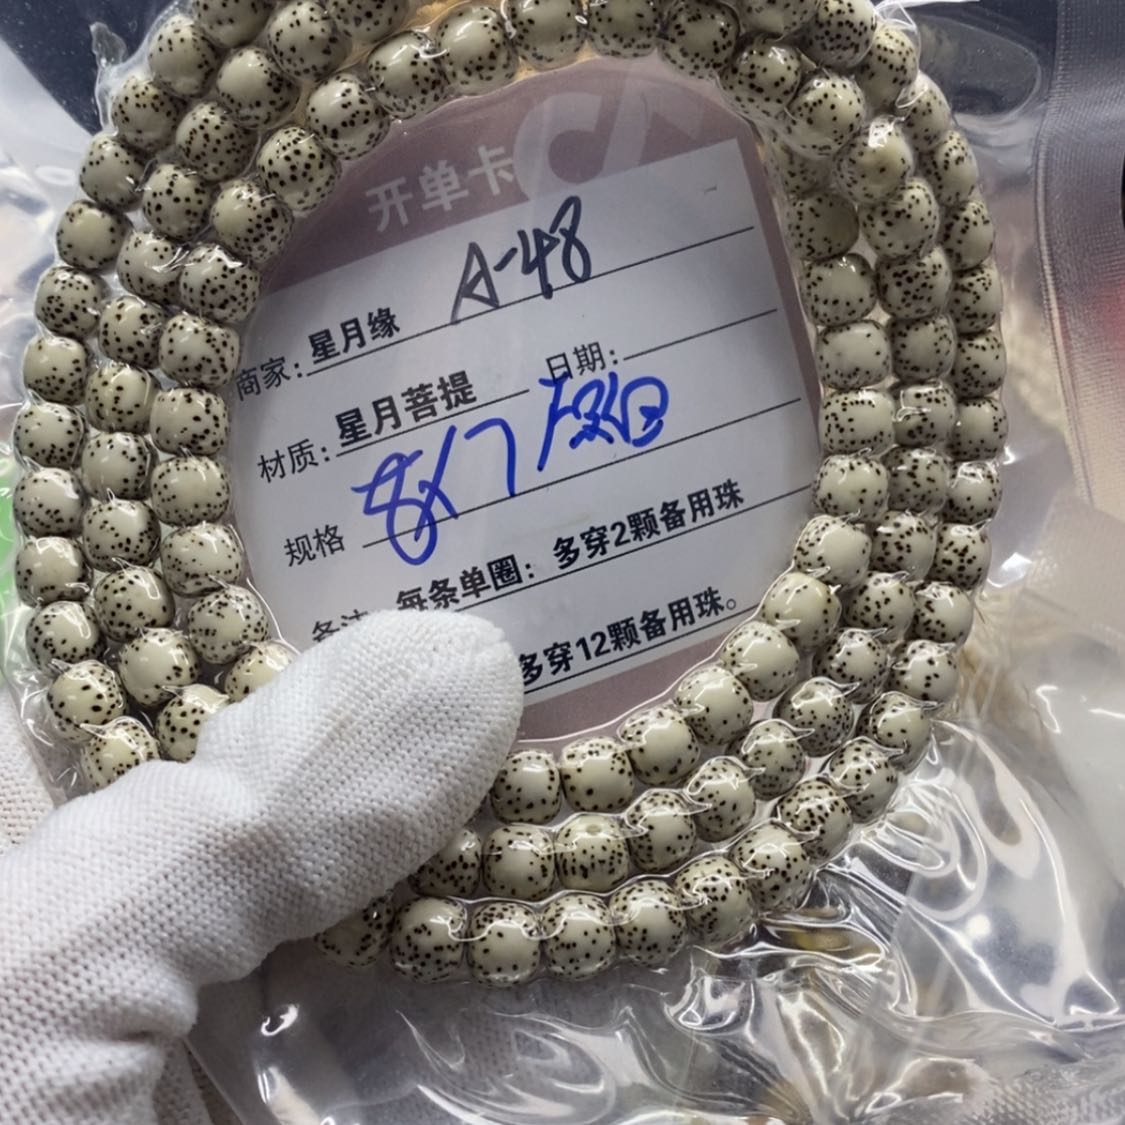 开单卡
商家：星月缘 A-48
材质：星月菩提 日期：
规格 8x7
每条单圈：多穿2颗备用珠
多穿12颗备用珠。